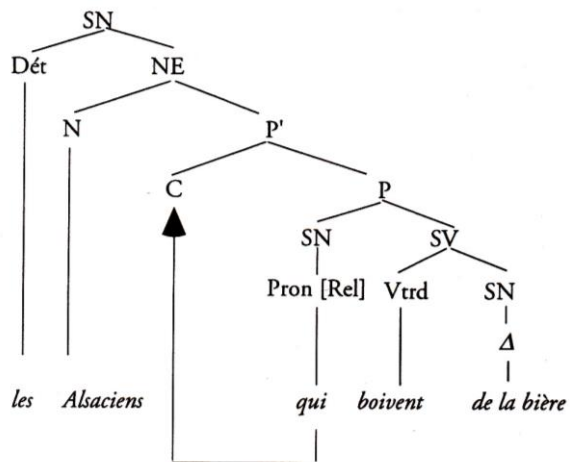 SN
Dét NE
N P'
C P
SN SV
Pron [Rel] Vtrd SN
Δ
les Alsaciens qui boivent de la bière